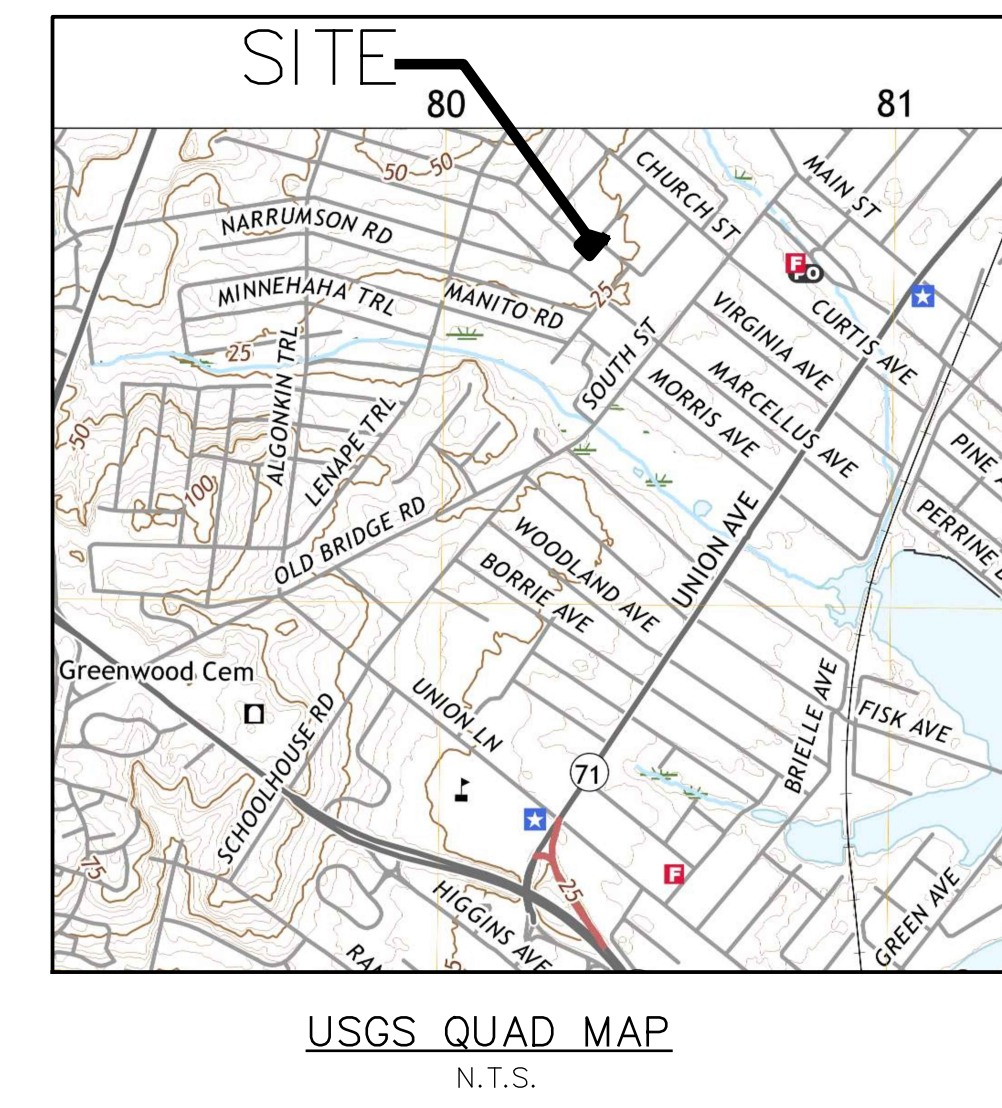 SITE
80
81
50
50
CHURCH ST
MAIN ST
NARRUMSON RD
F
PO
MINNEHAHA TRL
MANITO RD
25
VIRGINIA AVE
CURTIS AVE
25
ALGONKIN TRL
SOUTH ST
MORRIS AVE
MARCELLUS AVE
50
LENAPE TRL
100
PINE
PERRINE
OLD BRIDGE RD
WOODLAND AVE
UNION AVE
BORRIE AVE
Greenwood Cem
UNION LN
BRIELLE AVE
FISK AVE
SCHOOLHOUSE RD
71
75
25
F
HIGGINS AVE
GREEN AVE
USGS QUAD MAP
N.T.S.